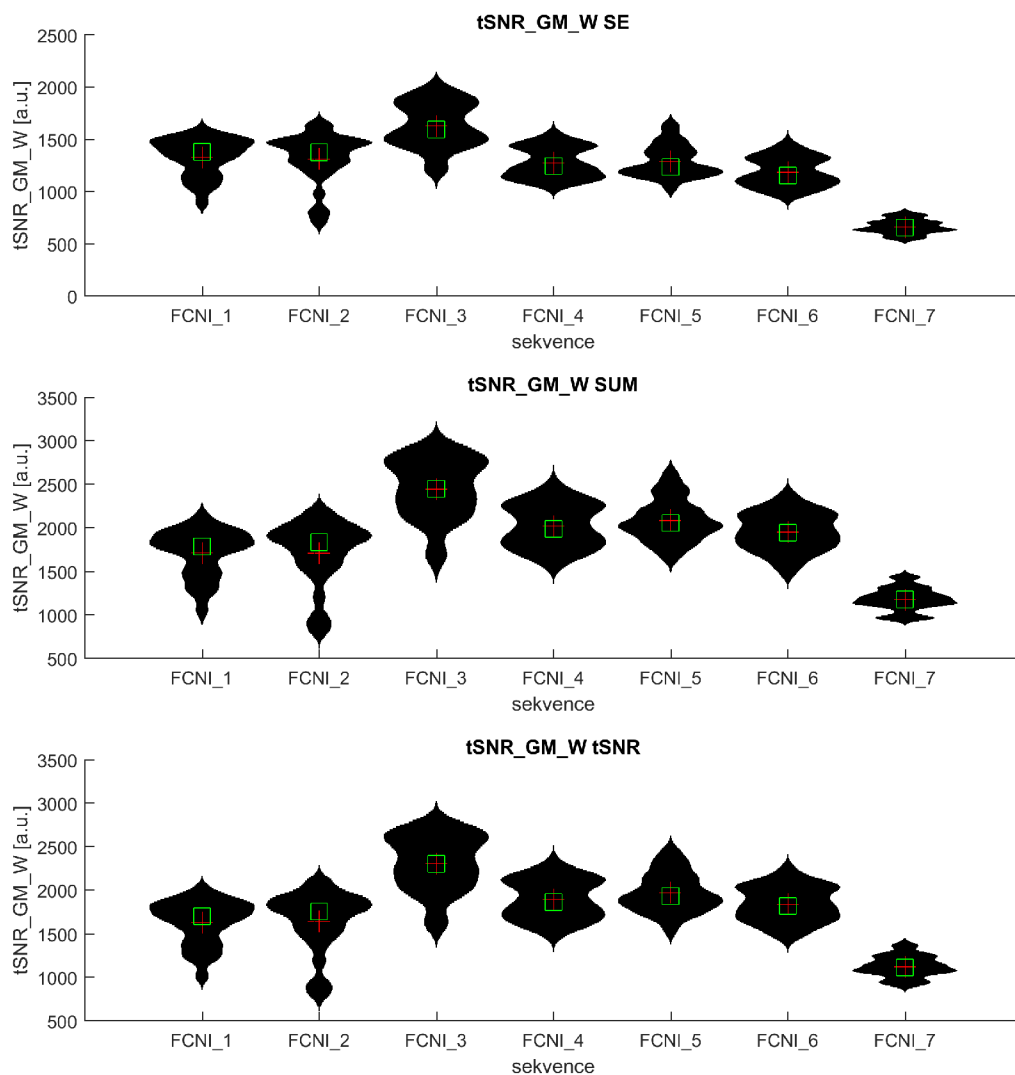 tSNR_GM_W SE
2500
2000
1500
1000
500
0
tSNR_GM_W [a.u.]
FCNI_1 FCNI_2 FCNI_3 FCNI_4 FCNI_5 FCNI_6 FCNI_7
sekvence
tSNR_GM_W SUM
3500
3000
2500
2000
1500
1000
500
tSNR_GM_W [a.u.]
FCNI_1 FCNI_2 FCNI_3 FCNI_4 FCNI_5 FCNI_6 FCNI_7
sekvence
tSNR_GM_W tSNR
3500
3000
2500
2000
1500
1000
500
tSNR_GM_W [a.u.]
FCNI_1 FCNI_2 FCNI_3 FCNI_4 FCNI_5 FCNI_6 FCNI_7
sekvence